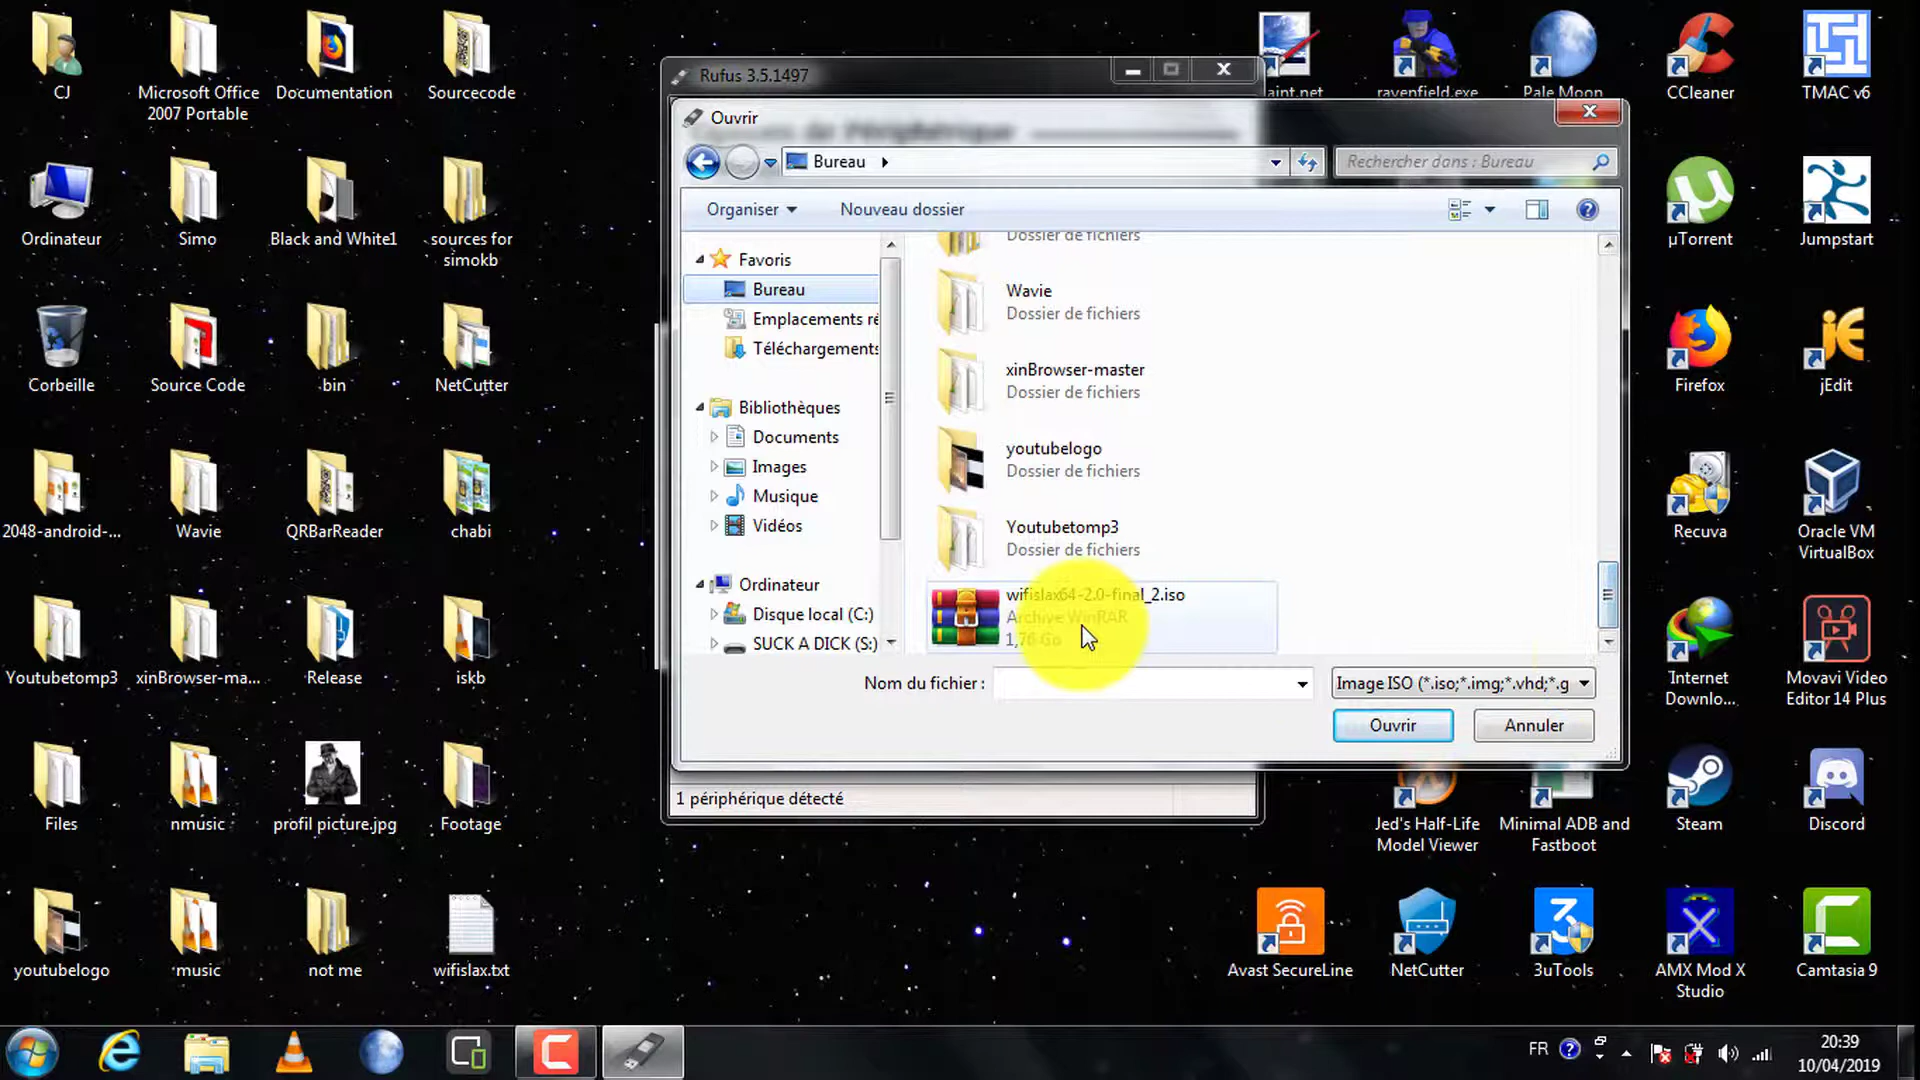 CJ
Microsoft Office
2007 Portable
Documentation
Sourcecode
Ordinateur
Simo
Black and White1
sources for
simokb
Corbeille
Source Code
bin
NetCutter
2048-android-...
Wavie
QRBarReader
chabi
Youtubetomp3
xinBrowser-ma...
Release
iskb
Files
nmusic
profil picture.jpg
Footage
youtubelogo
music
not me
wifislax.txt
Rufus 3.5.1497
Ouvrir
Options de Périphérique
Bureau
Rechercher dans : Bureau
Organiser
Nouveau dossier
Favoris
Bureau
Emplacements ré
Téléchargements
Bibliothèques
Documents
Images
Musique
Vidéos
Ordinateur
Disque local (C:)
SUCK A DICK (S:)
Dossier de fichiers
Wavie
Dossier de fichiers
xinBrowser-master
Dossier de fichiers
youtubelogo
Dossier de fichiers
Youtubetomp3
Dossier de fichiers
wifislax64-2.0-final_2.iso
Archive WinRAR
1,76 Go
Nom du fichier :
Image ISO (*.iso;*.img;*.vhd;*.g
Ouvrir
Annuler
1 périphérique détecté
aint.net
ravenfield.exe
Pale Moon
CCleaner
TMAC v6
µTorrent
Jumpstart
Firefox
jEdit
Recuva
Oracle VM
VirtualBox
Internet
Downlo...
Movavi Video
Editor 14 Plus
Jed's Half-Life
Model Viewer
Minimal ADB and
Fastboot
Steam
Discord
Avast SecureLine
NetCutter
3uTools
AMX Mod X
Studio
Camtasia 9
FR
20:39
10/04/2019